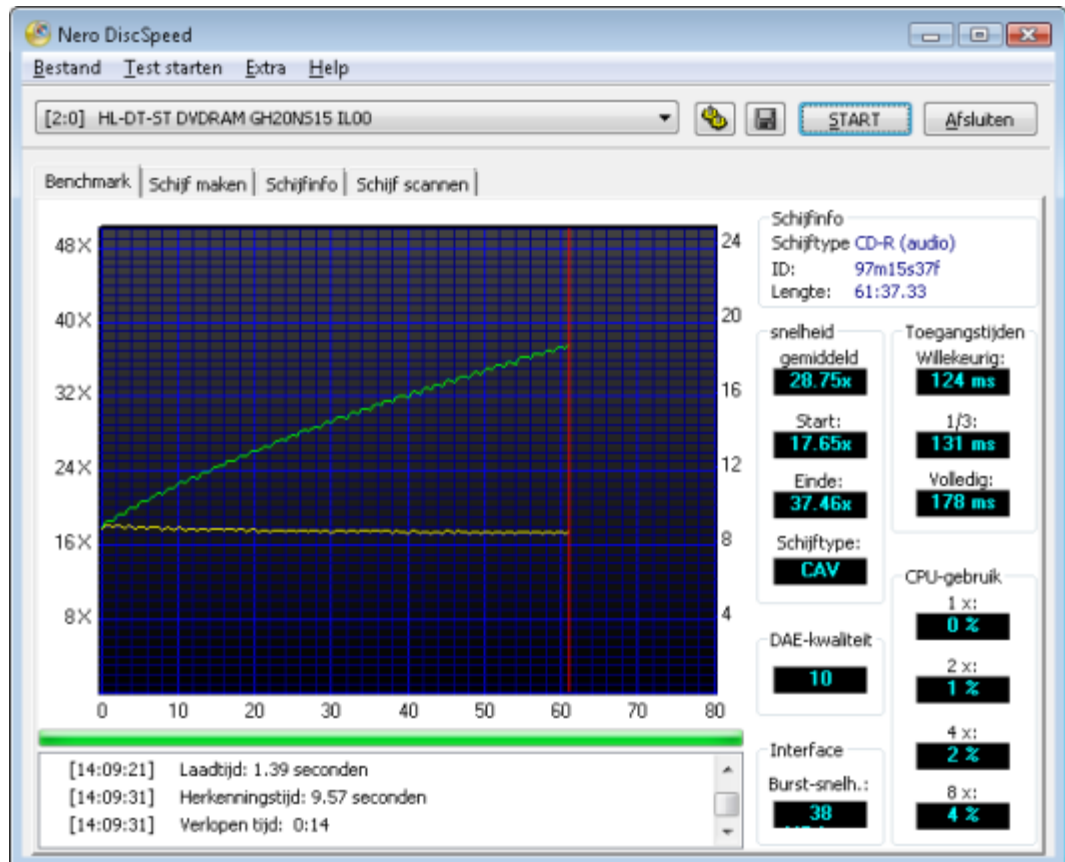 Nero DiscSpeed
Bestand Test starten Extra Help
[2:0] HL-DT-ST DVDRAM GH20NS15 IL00
START
Afsluiten
Benchmark Schijf maken Schijfinfo Schijf scannen
48X
40X
32X
24X
16X
8X
24
20
16
12
8
4
0 10 20 30 40 50 60 70 80
Schijfinfo
Schijftype CD-R (audio)
ID: 97m15s37f
Lengte: 61:37.33
snelheid
gemiddeld
28.75x
Start:
17.65x
Einde:
37.46x
Schijftype:
CAV
Toegangstijden
Willekeurig:
124 ms
1/3:
131 ms
Volledig:
178 ms
CPU-gebruik
1 x:
0 %
2 x:
1 %
4 x:
2 %
8 x:
4 %
DAE-kwaliteit
10
Interface
Burst-snelh.:
38
[14:09:21] Laadtijd: 1.39 seconden
[14:09:31] Herkenningstijd: 9.57 seconden
[14:09:31] Verlopen tijd: 0:14